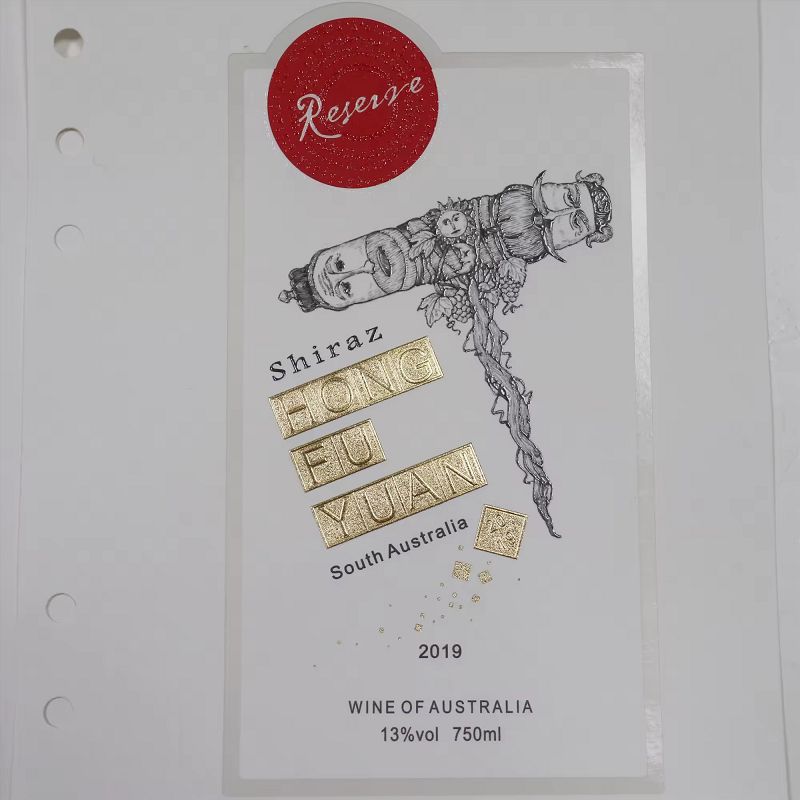 Reserve
Shiraz
HONG
FU
YUAN
South Australia
2019
WINE OF AUSTRALIA
13%vol 750ml